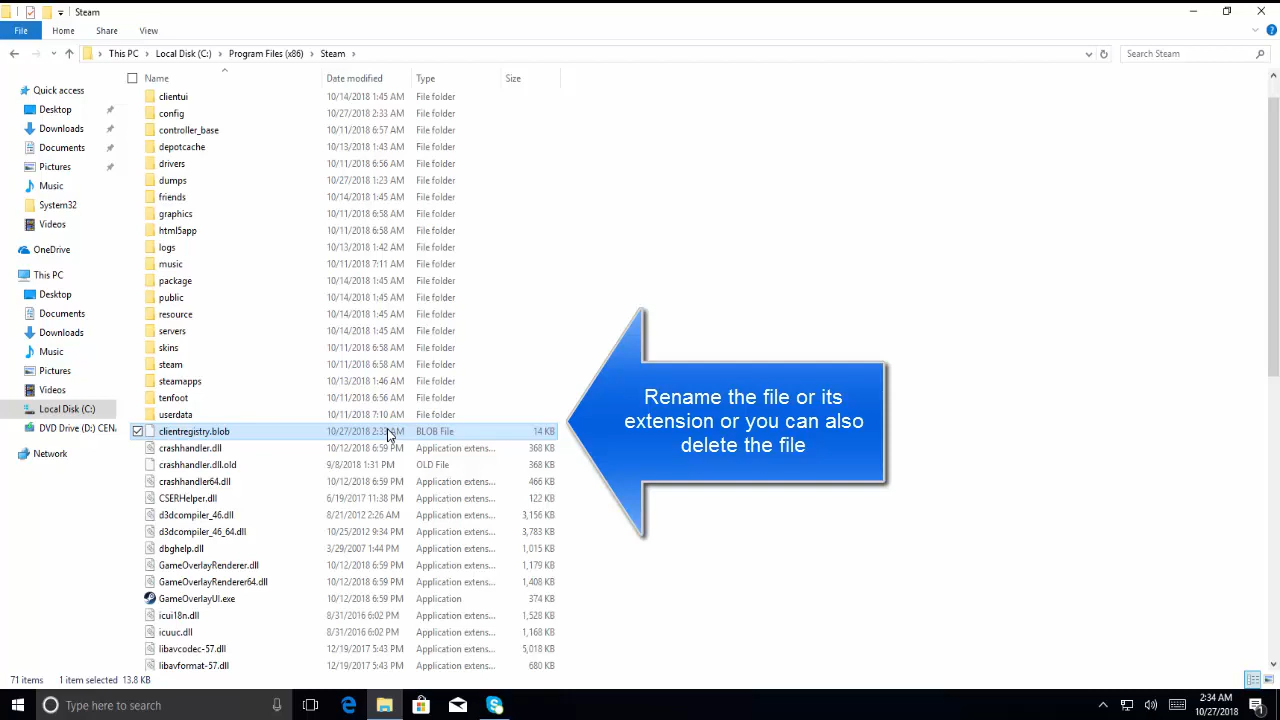 Steam
File Home Share View
This PC Local Disk (C:) Program Files (x86) Steam Search Steam
Name Date modified Type Size
Quick access
Desktop
Downloads
Documents
Pictures
Music
System32
Videos
OneDrive
This PC
Desktop
Documents
Downloads
Music
Pictures
Videos
Local Disk (C:)
DVD Drive (D:) CEN
Network
clientui 10/14/2018 1:45 AM File folder
config 10/27/2018 2:33 AM File folder
controller_base 10/11/2018 6:57 AM File folder
depotcache 10/13/2018 1:43 AM File folder
drivers 10/11/2018 6:56 AM File folder
dumps 10/27/2018 1:23 AM File folder
friends 10/14/2018 1:45 AM File folder
graphics 10/11/2018 6:58 AM File folder
html5app 10/11/2018 6:58 AM File folder
logs 10/13/2018 1:42 AM File folder
music 10/11/2018 7:11 AM File folder
package 10/14/2018 1:45 AM File folder
public 10/14/2018 1:45 AM File folder
resource 10/14/2018 1:45 AM File folder
servers 10/14/2018 1:45 AM File folder
skins 10/11/2018 6:58 AM File folder
steam 10/11/2018 6:58 AM File folder
steamapps 10/13/2018 1:46 AM File folder
tenfoot 10/11/2018 6:56 AM File folder
userdata 10/11/2018 7:10 AM File folder
clientregistry.blob 10/27/2018 2:33 AM BLOB File 14 KB
crashhandler.dll 10/12/2018 6:59 PM Application extens... 368 KB
crashhandler.dll.old 9/8/2018 1:31 PM OLD File 368 KB
crashhandler64.dll 10/12/2018 6:59 PM Application extens... 466 KB
CSERHelper.dll 6/19/2017 11:38 PM Application extens... 122 KB
d3dcompiler_46.dll 8/21/2012 2:26 AM Application extens... 3,156 KB
d3dcompiler_46_64.dll 10/25/2012 9:34 PM Application extens... 3,783 KB
dbghelp.dll 3/29/2007 1:44 PM Application extens... 1,015 KB
GameOverlayRenderer.dll 10/12/2018 6:59 PM Application extens... 1,179 KB
GameOverlayRenderer64.dll 10/12/2018 6:59 PM Application extens... 1,408 KB
GameOverlayUI.exe 10/12/2018 6:59 PM Application 374 KB
icui18n.dll 8/31/2016 6:02 PM Application extens... 1,528 KB
icuuc.dll 8/31/2016 6:02 PM Application extens... 1,168 KB
libavcodec-57.dll 12/19/2017 5:43 PM Application extens... 5,018 KB
libavformat-57.dll 12/19/2017 5:43 PM Application extens... 680 KB
Rename the file or its
extension or you can also
delete the file
71 items 1 item selected 13.8 KB
Type here to search
2:34 AM
10/27/2018